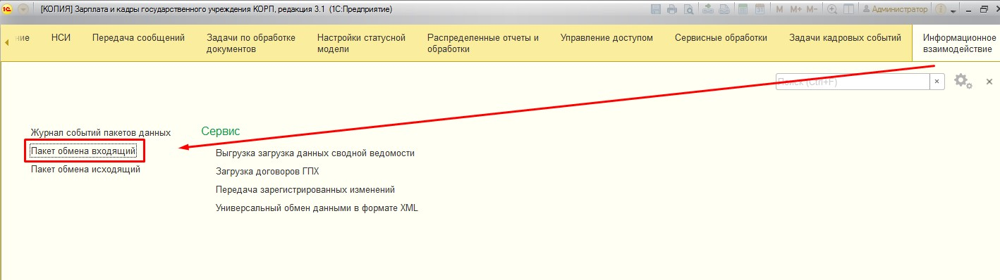 [КОПИЯ] Зарплата и кадры государственного учреждения КОРП, редакция 3.1 (1С:Предприятие)
M M+ M- Администратор
ние НСИ Передача сообщений Задачи по обработке документов Настройки статусной модели Распределенные отчеты и обработки Управление доступом Сервисные обработки Задачи кадровых событий Информационное взаимодействие
Поиск (Ctrl+F)
Журнал событий пакетов данных
Пакет обмена входящий
Пакет обмена исходящий
Сервис
Выгрузка загрузка данных сводной ведомости
Загрузка договоров ГПХ
Передача зарегистрированных изменений
Универсальный обмен данными в формате XML